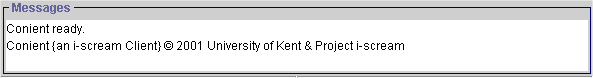 Messages
Conient ready.
Conient {an i-scream Client} © 2001 University of Kent & Project i-scream